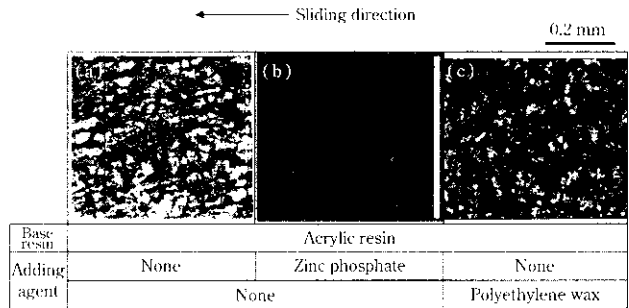 Sliding direction
0.2 mm
(a) (b) (c)
Base resin Acrylic resin
Adding agent None Zinc phosphate None
None Polyethylene wax